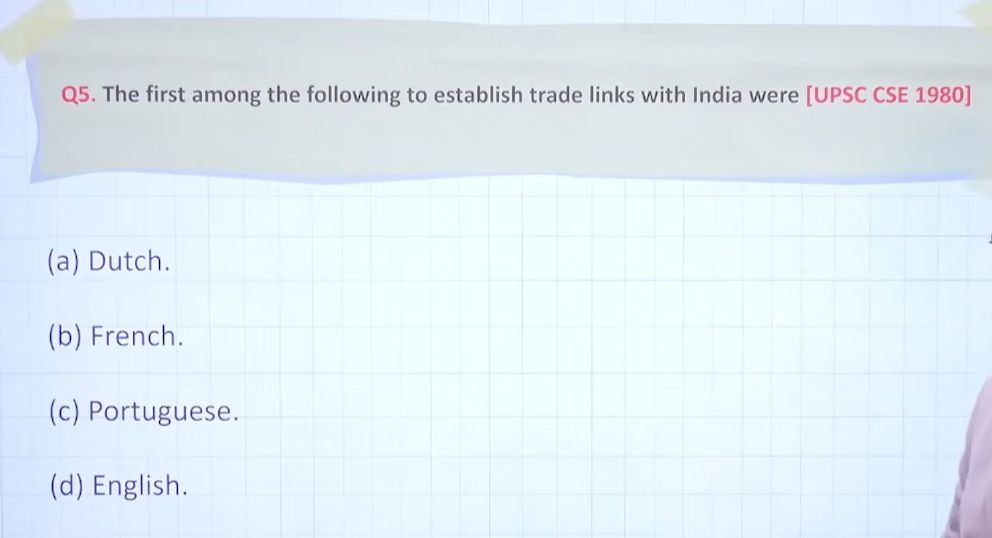 Q5. The first among the following to establish trade links with India were [UPSC CSE 1980]
(a) Dutch.
(b) French.
(c) Portuguese.
(d) English.